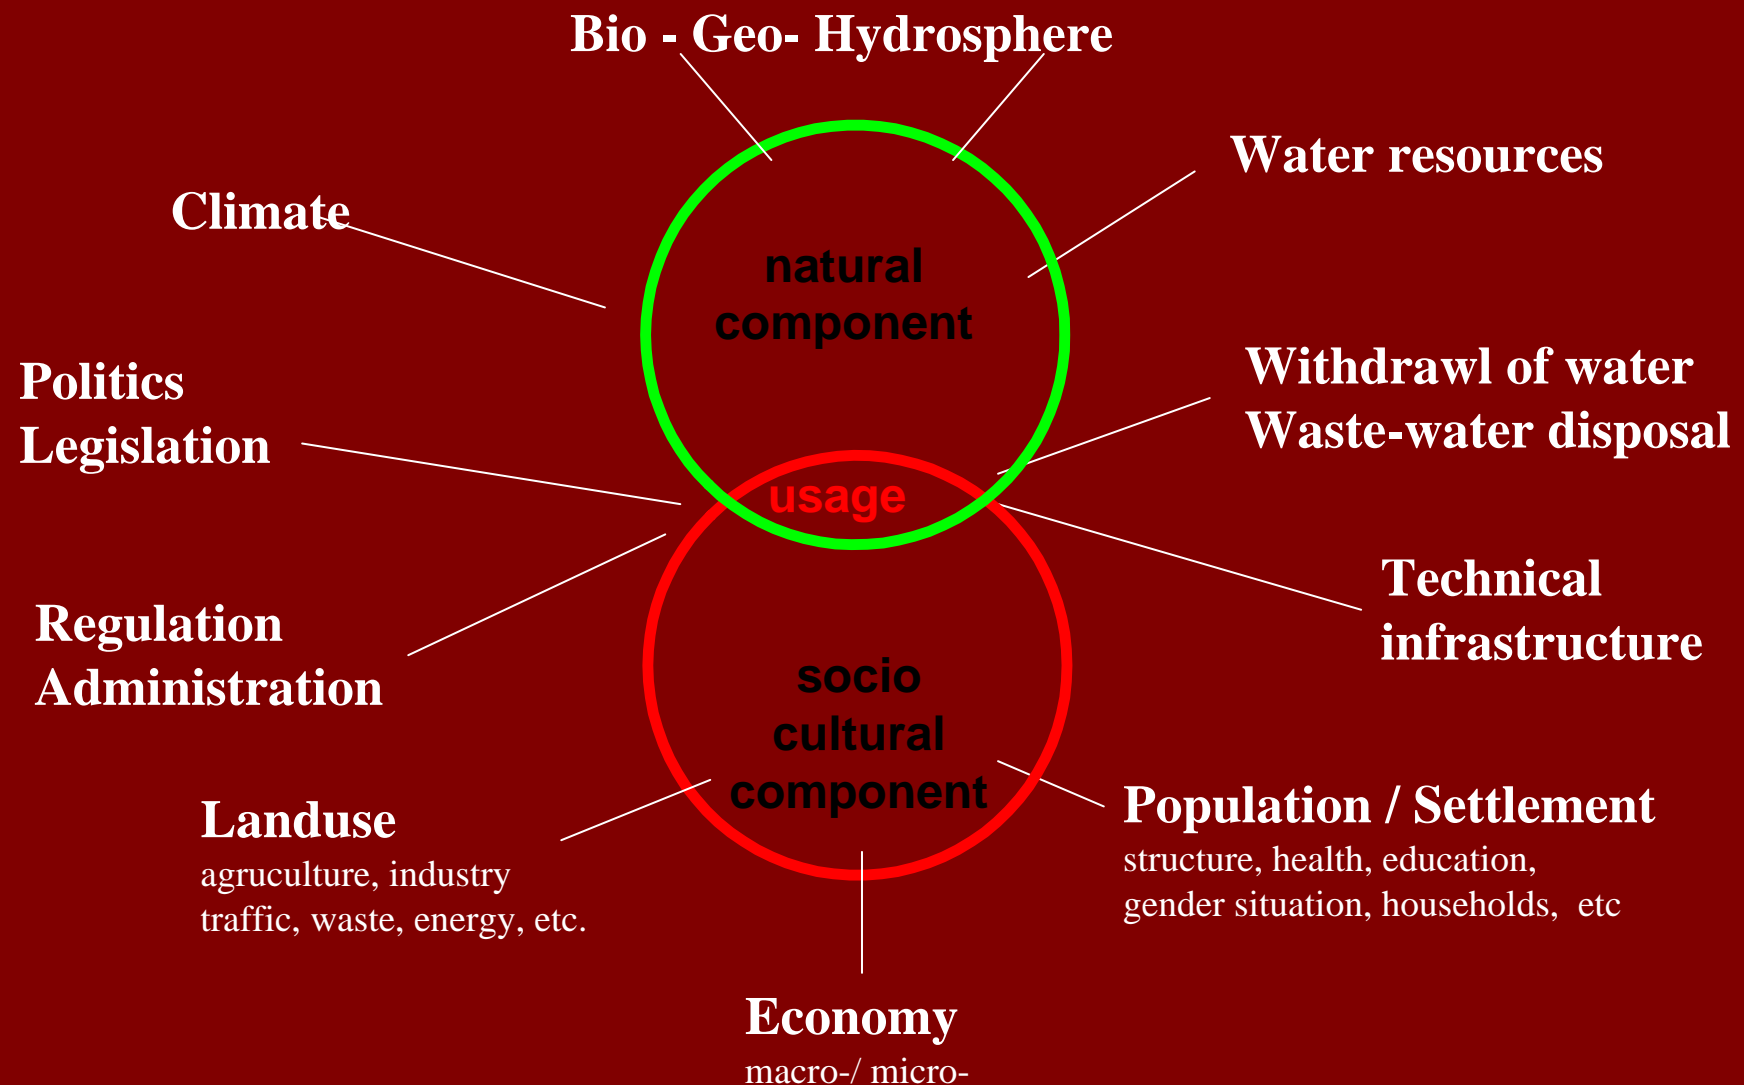 Bio - Geo- Hydrosphere
Water resources
Climate
natural
component
Politics
Legislation
Withdrawl of water
Waste-water disposal
usage
Technical
infrastructure
Regulation
Administration
socio
cultural
component
Landuse
agruculture, industry
traffic, waste, energy, etc.
Population / Settlement
structure, health, education,
gender situation, households, etc
Economy
macro-/ micro-